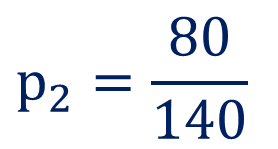 p₂ = 80/140